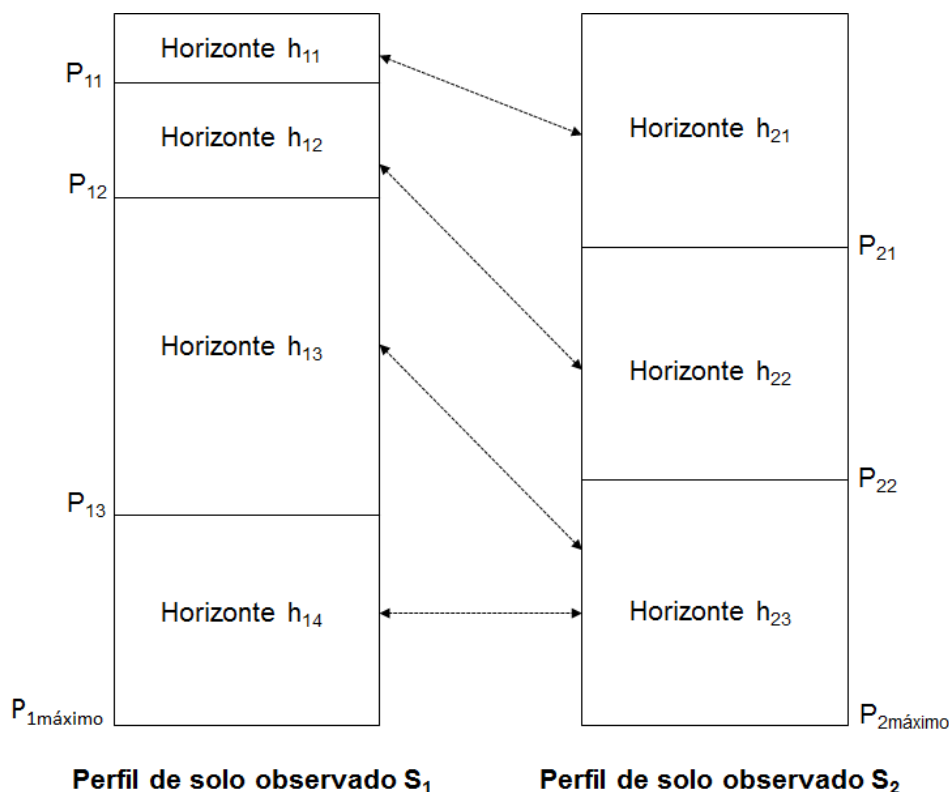 Horizonte h₁₁
P₁₁
Horizonte h₁₂
P₁₂
Horizonte h₁₃
P₁₃
Horizonte h₁₄
P₁máximo
Perfil de solo observado S₁
Horizonte h₂₁
P₂₁
Horizonte h₂₂
P₂₂
Horizonte h₂₃
P₂máximo
Perfil de solo observado S₂